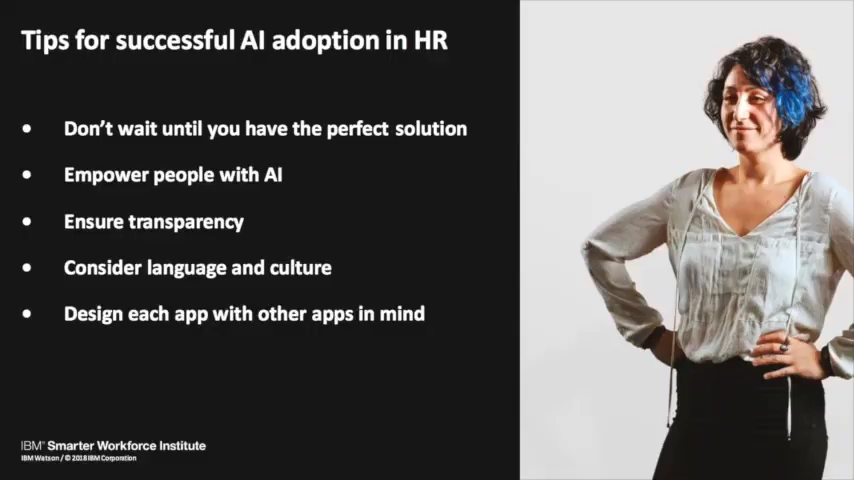 Tips for successful AI adoption in HR
• Don’t wait until you have the perfect solution
• Empower people with AI
• Ensure transparency
• Consider language and culture
• Design each app with other apps in mind
IBM™ Smarter Workforce Institute
IBM Watson / © 2018 IBM Corporation